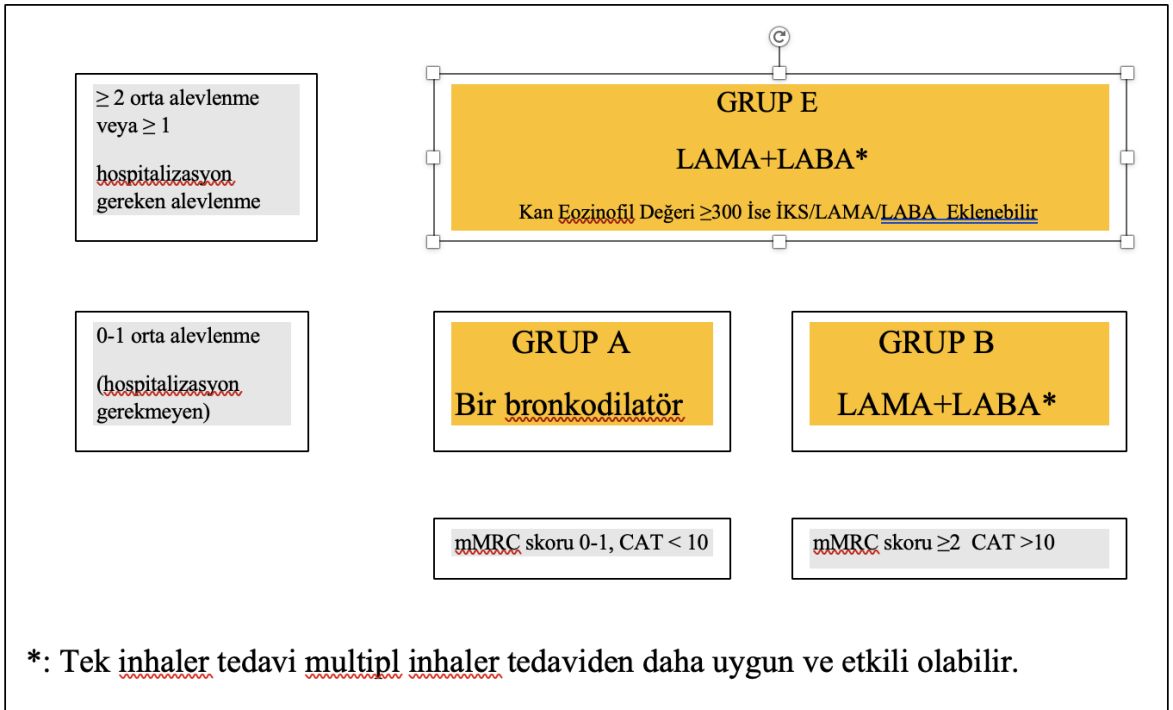 ≥ 2 orta alevlenme
veya ≥ 1
hospitalizasyon
gereken alevlenme
GRUP E
LAMA+LABA*
Kan Eozinofil Değeri ≥300 İse İKS/LAMA/LABA Eklenebilir
0-1 orta alevlenme
(hospitalizasyon
gerekmeyen)
GRUP A
Bir bronkodilatör
GRUP B
LAMA+LABA*
mMRC skoru 0-1, CAT < 10
mMRC skoru ≥2 CAT >10
*: Tek inhaler tedavi multipl inhaler tedaviden daha uygun ve etkili olabilir.